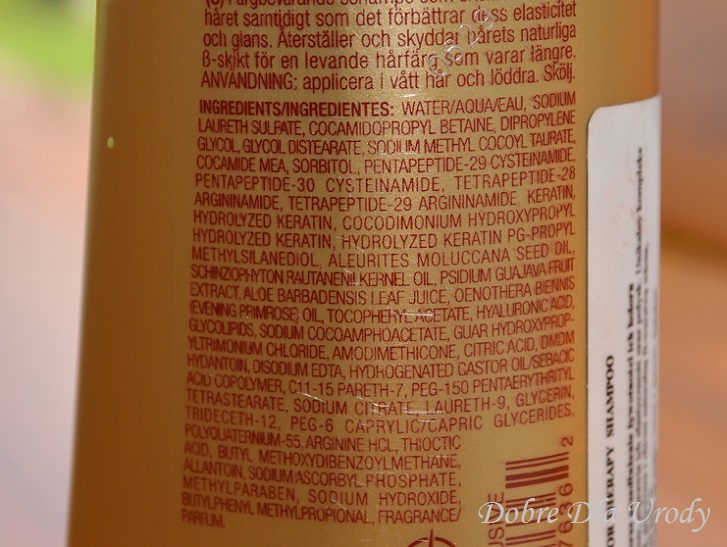 håret samtidigt som det förbättrar dess elasticitet
och glans. Återställer och skyddar hårets naturliga
ß-skikt för en levande hårfärg som varar längre.
ANVÄNDNING: applicera i vått hår och löddra. Skölj.
INGREDIENTS/INGREDIENTES: WATER/AQUA/EAU, SODIUM
LAURETH SULFATE, COCAMIDOPROPYL BETAINE, DIPROPYLENE
GLYCOL, GLYCOL DISTEARATE, SODIUM METHYL COCOYL TAURATE,
COCAMIDE MEA, SORBITOL, PENTAPEPTIDE-29 CYSTEINAMIDE,
PENTAPEPTIDE-30 CYSTEINAMIDE, TETRAPEPTIDE-28
ARGININAMIDE, TETRAPEPTIDE-29 ARGININAMIDE, KERATIN,
HYDROLYZED KERATIN, COCODIMONIUM HYDROXYPROPYL
HYDROLYZED KERATIN, HYDROLYZED KERATIN PG-PROPYL
METHYLSILANEDIOL, ALEURITES MOLUCCANA SEED OIL,
SCHINZIOPHYTON RAUTANENII KERNEL OIL, PSIDIUM GUAJAVA FRUIT
EXTRACT, ALOE BARBADENSIS LEAF JUICE, OENOTHERA BIENNIS
(EVENING PRIMROSE) OIL, TOCOPHERYL ACETATE, HYALURONIC ACID,
GLYCOLIPIDS, SODIUM COCOAMPHOACETATE, GUAR HYDROXYPROP-
YLTRIMONIUM CHLORIDE, AMODIMETHICONE, CITRIC ACID, DMDM
HYDANTOIN, DISODIUM EDTA, HYDROGENATED CASTOR OIL/SEBACIC
ACID COPOLYMER, C11-15 PARETH-7, PEG-150 PENTAERYTHRITYL
TETRASTEARATE, SODIUM CITRATE, LAURETH-9, GLYCERIN,
TRIDECETH-12, PEG-6 CAPRYLIC/CAPRIC GLYCERIDES,
POLYQUATERNIUM-55, ARGININE HCL, THIOCTIC
ACID, BUTYL METHOXYDIBENZOYLMETHANE,
ALLANTOIN, SODIUM ASCORBYL PHOSPHATE,
METHYLPARABEN, SODIUM HYDROXIDE,
BUTYLPHENYL METHYLPROPIONAL, FRAGRANCE/
PARFUM.
THERAPY SHAMPOO
Dobre Dla Urody